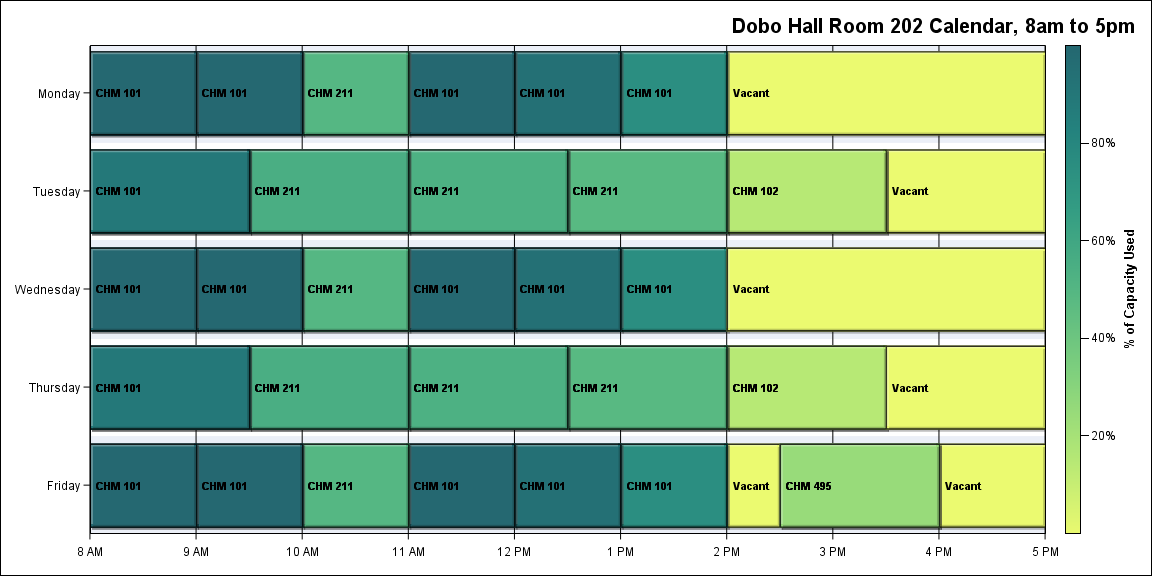 Dobo Hall Room 202 Calendar, 8am to 5pm
Monday CHM 101 CHM 101 CHM 211 CHM 101 CHM 101 CHM 101 Vacant
Tuesday CHM 101 CHM 211 CHM 211 CHM 211 CHM 102 Vacant
Wednesday CHM 101 CHM 101 CHM 211 CHM 101 CHM 101 CHM 101 Vacant
Thursday CHM 101 CHM 211 CHM 211 CHM 211 CHM 102 Vacant
Friday CHM 101 CHM 101 CHM 211 CHM 101 CHM 101 CHM 101 Vacant CHM 495 Vacant
8 AM 9 AM 10 AM 11 AM 12 PM 1 PM 2 PM 3 PM 4 PM 5 PM
80%
60%
40%
20%
% of Capacity Used